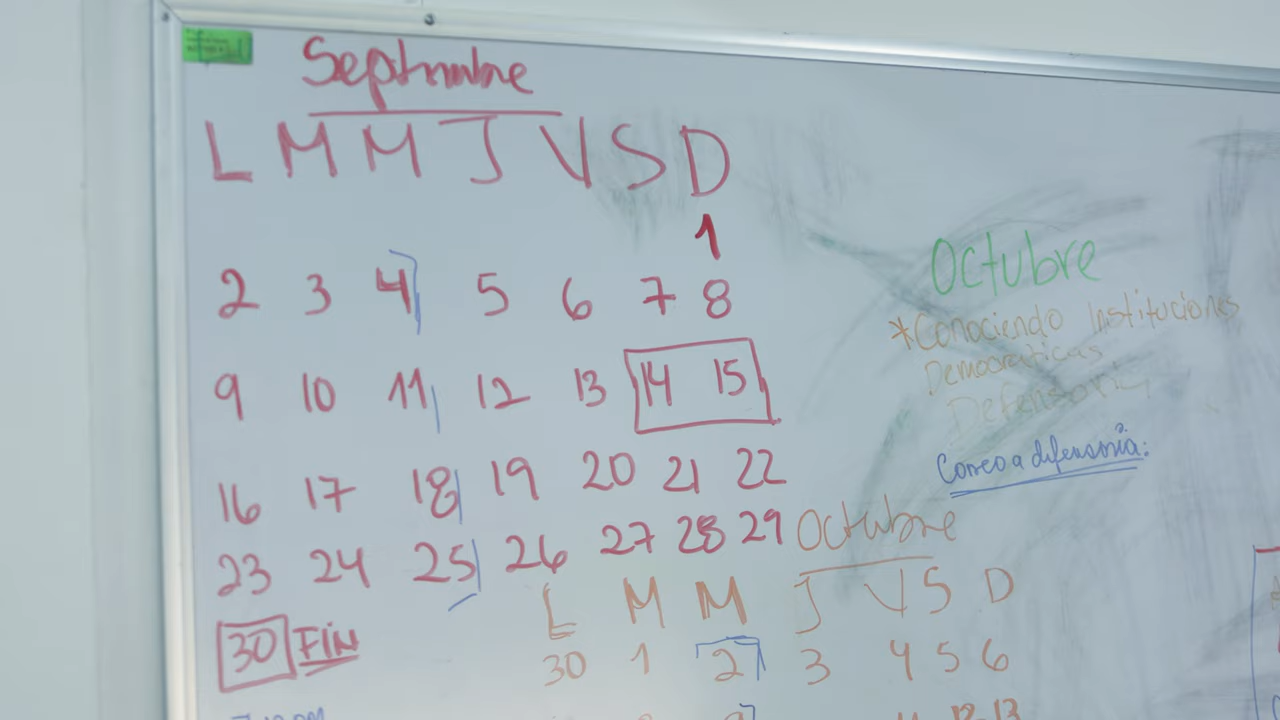 Septiembre
L M M J V S D
1
2 3 4 5 6 7 8
9 10 11 12 13 14 15
16 17 18 19 20 21 22
23 24 25 26 27 28 29
30 FIN
Octubre
*Conociendo Instituciones
Democraticas
Defensoria
Correo a defensoria:
Octubre
L M M J V S D
30 1 2 3 4 5 6
12 13